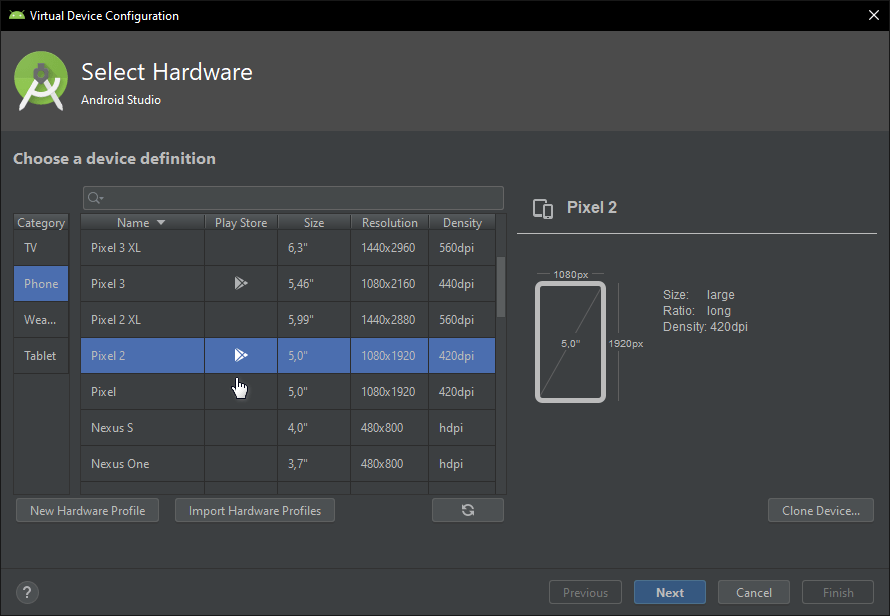 Virtual Device Configuration
Select Hardware
Android Studio
Choose a device definition
Category Name Play Store Size Resolution Density
TV Pixel 3 XL 6,3" 1440x2960 560dpi
Phone Pixel 3 5,46" 1080x2160 440dpi
Wea... Pixel 2 XL 5,99" 1440x2880 560dpi
Tablet Pixel 2 5,0" 1080x1920 420dpi
Pixel 5,0" 1080x1920 420dpi
Nexus S 4,0" 480x800 hdpi
Nexus One 3,7" 480x800 hdpi
New Hardware Profile Import Hardware Profiles
Pixel 2
1080px
5,0" 1920px
Size: large
Ratio: long
Density: 420dpi
Clone Device...
? Previous Next Cancel Finish